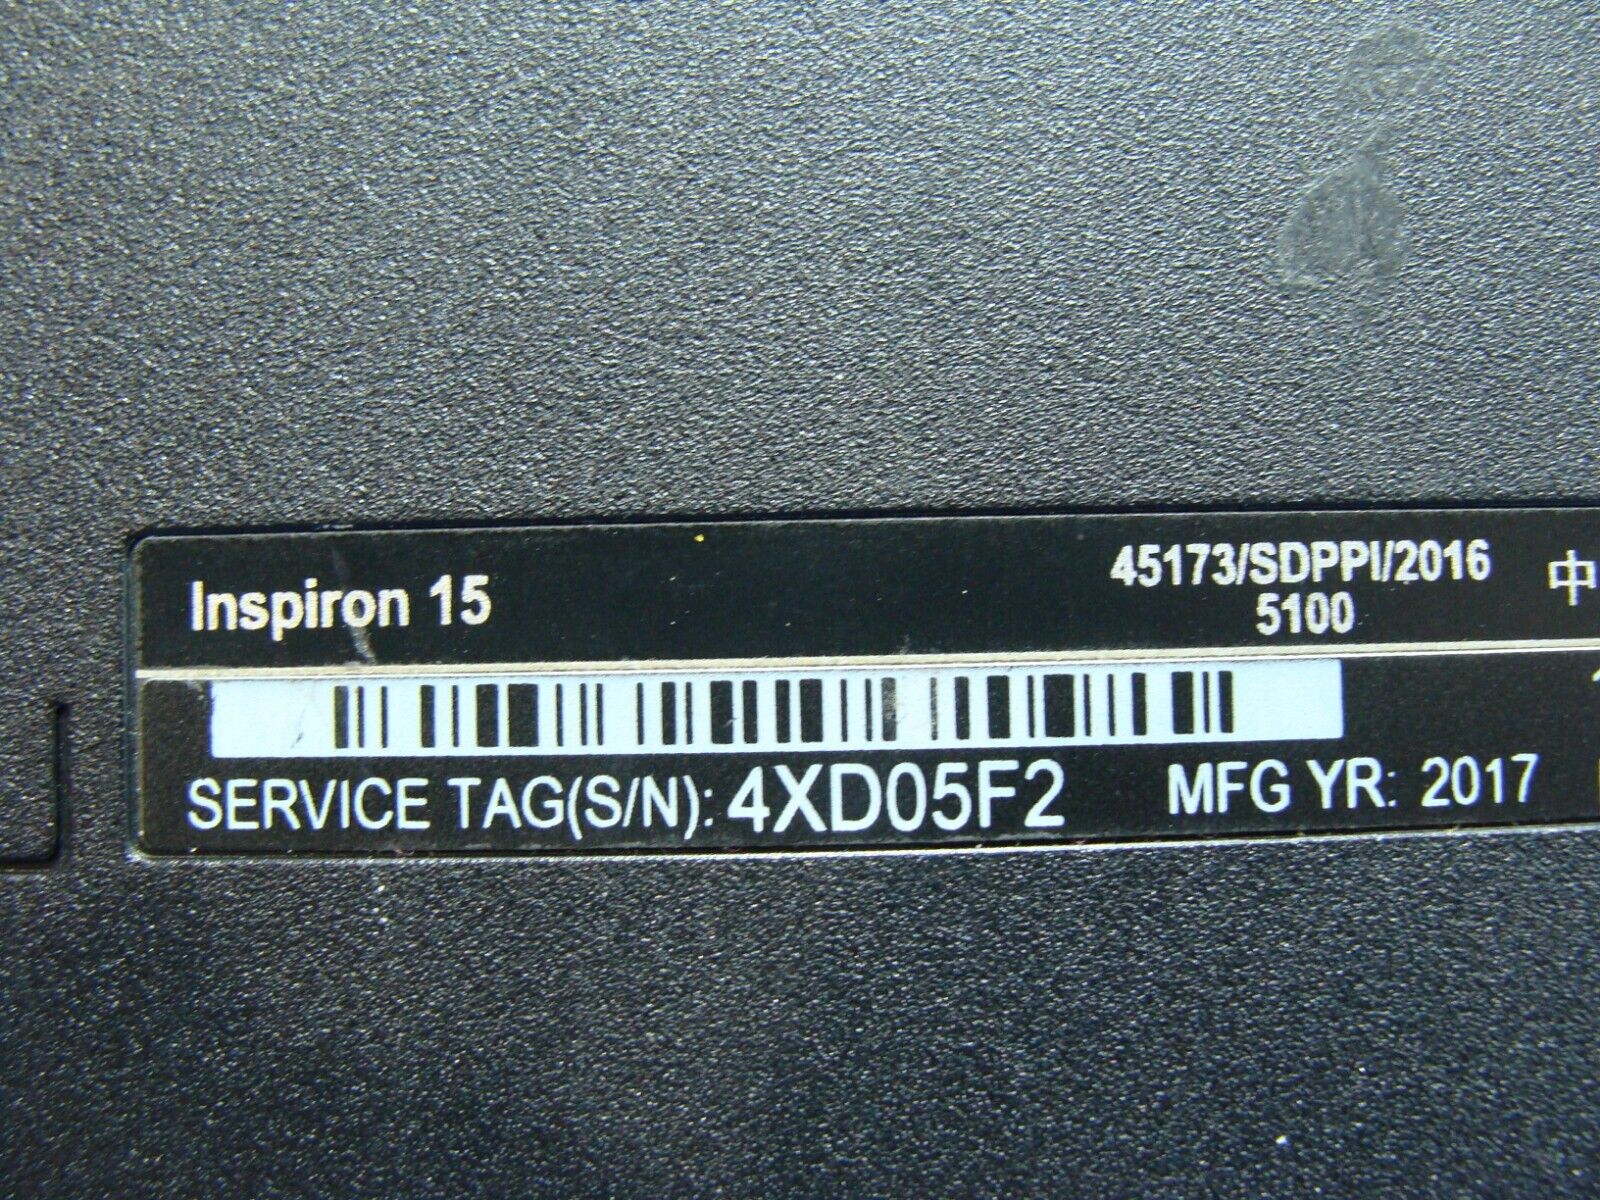 Inspiron 15
45173/SDPPI/2016
5100
中
SERVICE TAG(S/N): 4XD05F2 MFG YR: 2017